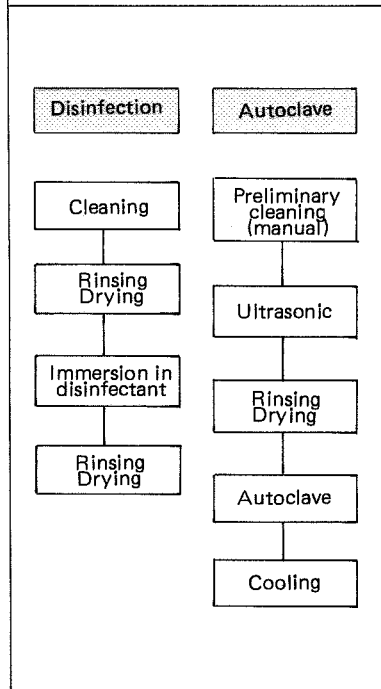 Disinfection
Cleaning
Rinsing
Drying
Immersion in
disinfectant
Rinsing
Drying
Autoclave
Preliminary
cleaning
(manual)
Ultrasonic
Rinsing
Drying
Autoclave
Cooling